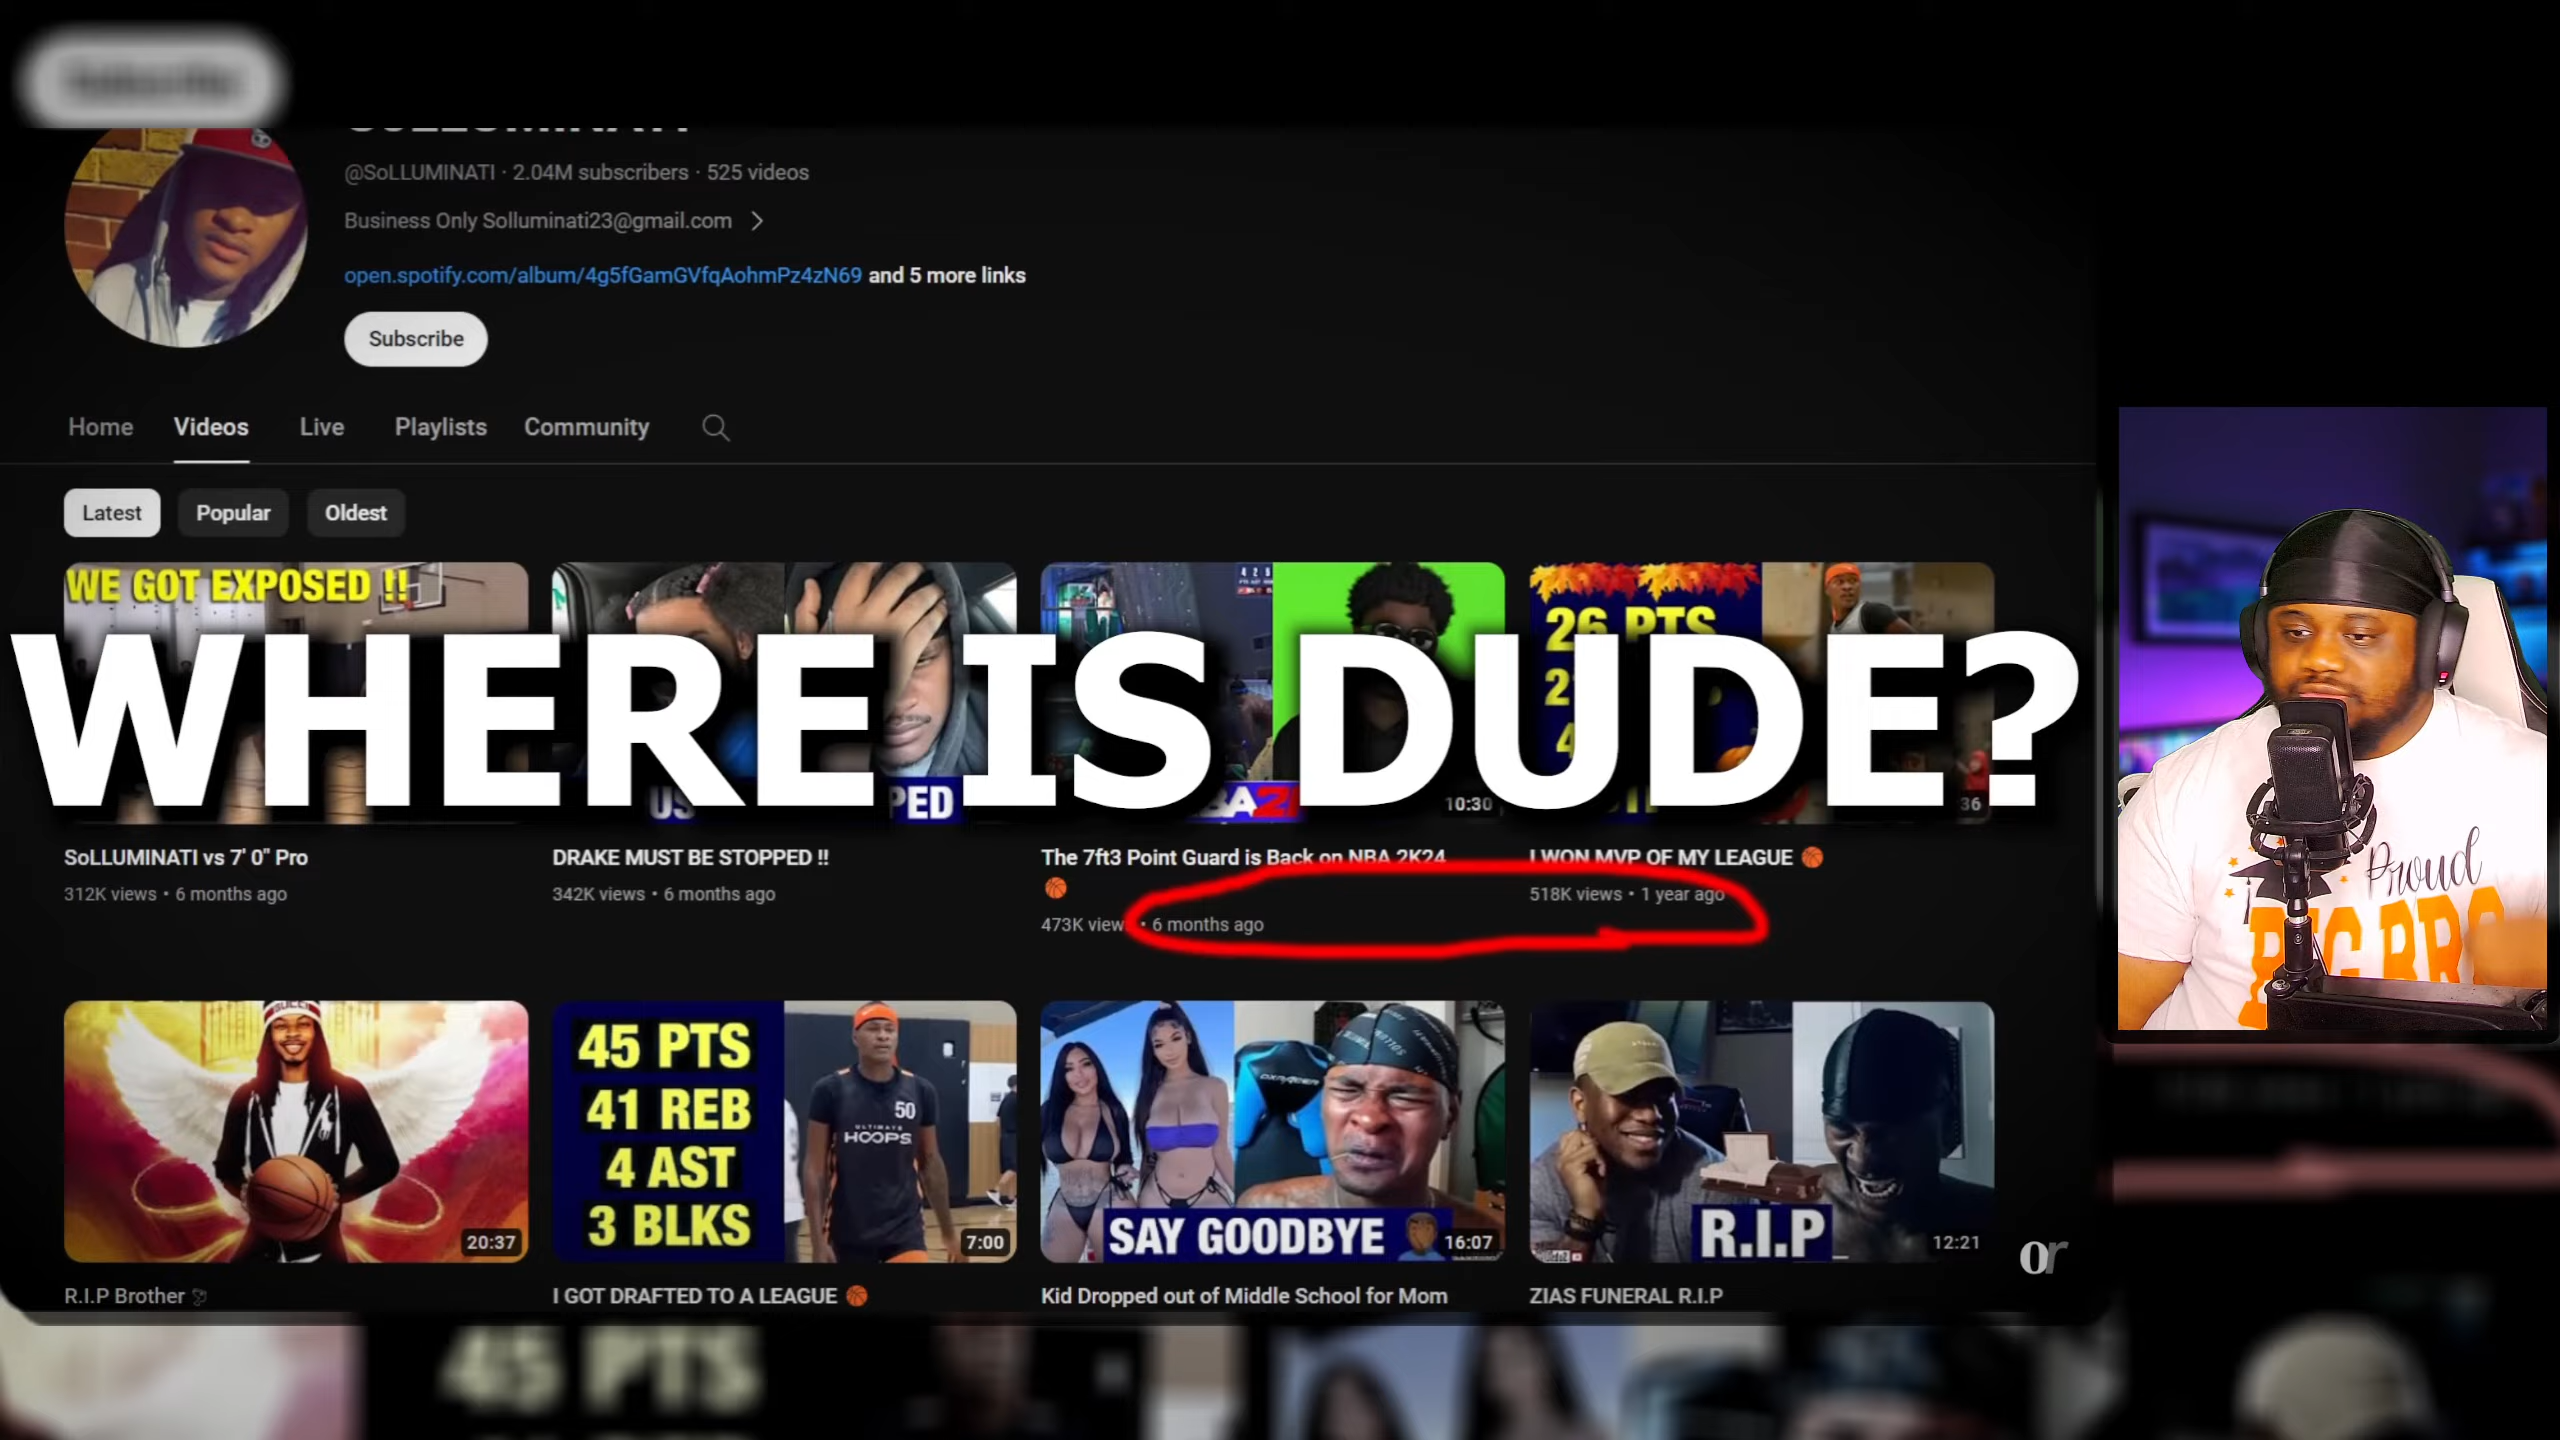 @SoLLUMINATI · 2.04M subscribers · 525 videos
Business Only Solluminati23@gmail.com >
open.spotify.com/album/4g5fGamGVfqAohmPz4zN69 and 5 more links
Subscribe
Home Videos Live Playlists Community
Latest Popular Oldest
WE GOT EXPOSED !!
26 PTS
WHERE IS DUDE?
10:30
36
SoLLUMINATI vs 7' 0" Pro
312K views • 6 months ago
DRAKE MUST BE STOPPED !!
342K views • 6 months ago
The 7ft3 Point Guard is Back on NBA 2K24
473K view • 6 months ago
I WON MVP OF MY LEAGUE
518K views • 1 year ago
Proud
BIG BRO
20:37
R.I.P Brother
45 PTS
41 REB
4 AST
3 BLKS
50
ULTIMATE
HOOPS
7:00
I GOT DRAFTED TO A LEAGUE
SAY GOODBYE
16:07
Kid Dropped out of Middle School for Mom
R.I.P
12:21
ZIAS FUNERAL R.I.P
or
45 PTS